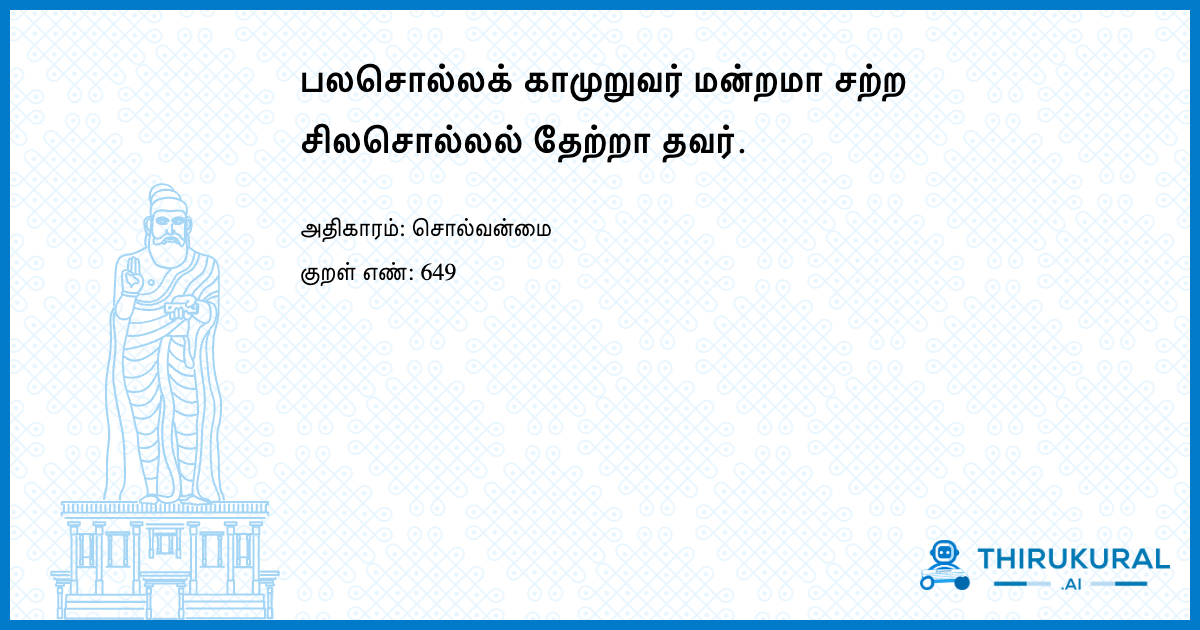 பலசொல்லக் காமுறுவர் மன்றமா சற்ற
சிலசொல்லல் தேற்றா தவர்.
அதிகாரம்: சொல்வன்மை
குறள் எண்: 649
THIRUKURAL
.AI